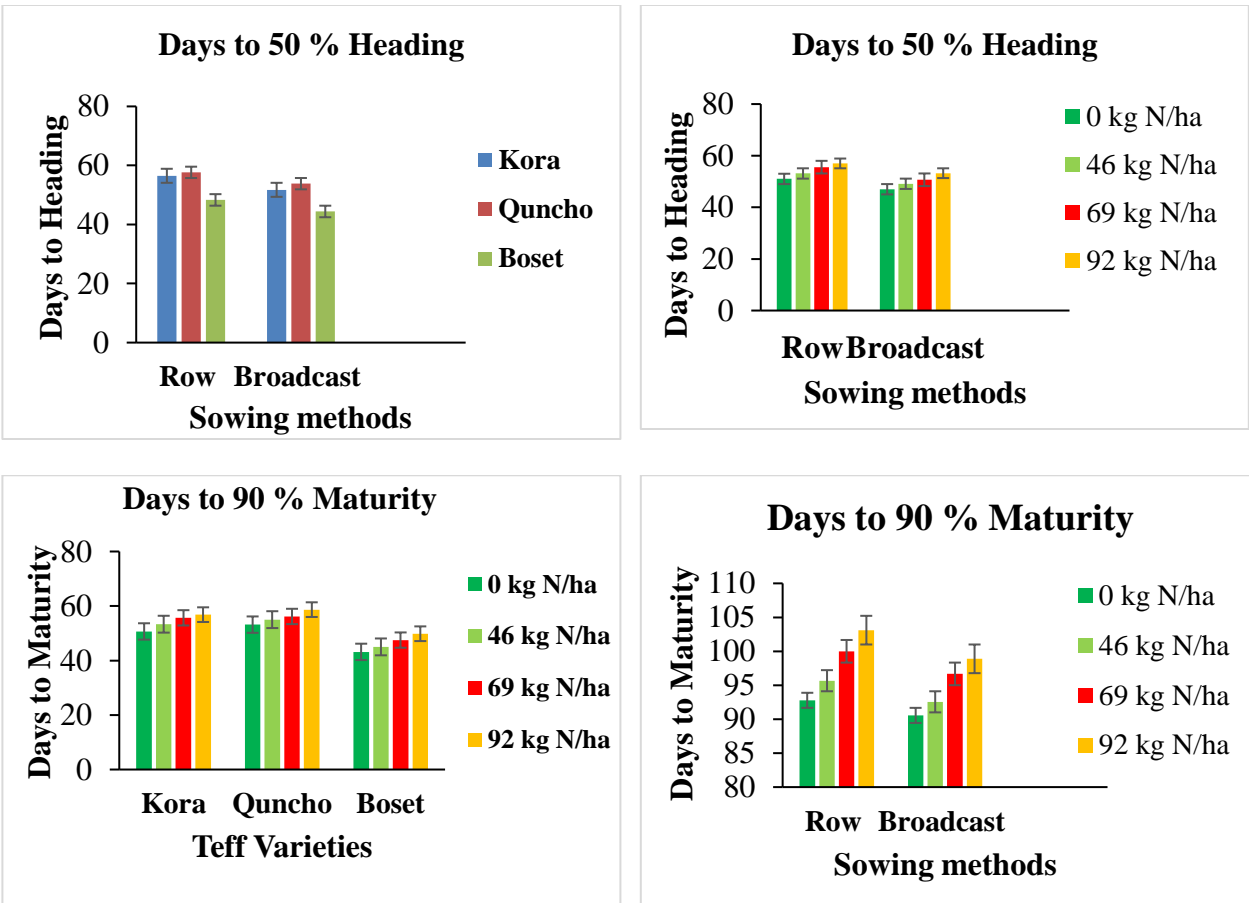 Days to 50 % Heading
Days to Heading
80
60
40
20
0
Row Broadcast
Sowing methods
Kora
Quncho
Boset
Days to 50 % Heading
Days to Heading
80
60
40
20
0
Row Broadcast
Sowing methods
0 kg N/ha
46 kg N/ha
69 kg N/ha
92 kg N/ha
Days to 90 % Maturity
Days to Maturity
80
60
40
20
0
Kora Quncho Boset
Teff Varieties
0 kg N/ha
46 kg N/ha
69 kg N/ha
92 kg N/ha
Days to 90 % Maturity
Days to Maturity
110
105
100
95
90
85
80
Row Broadcast
Sowing methods
0 kg N/ha
46 kg N/ha
69 kg N/ha
92 kg N/ha